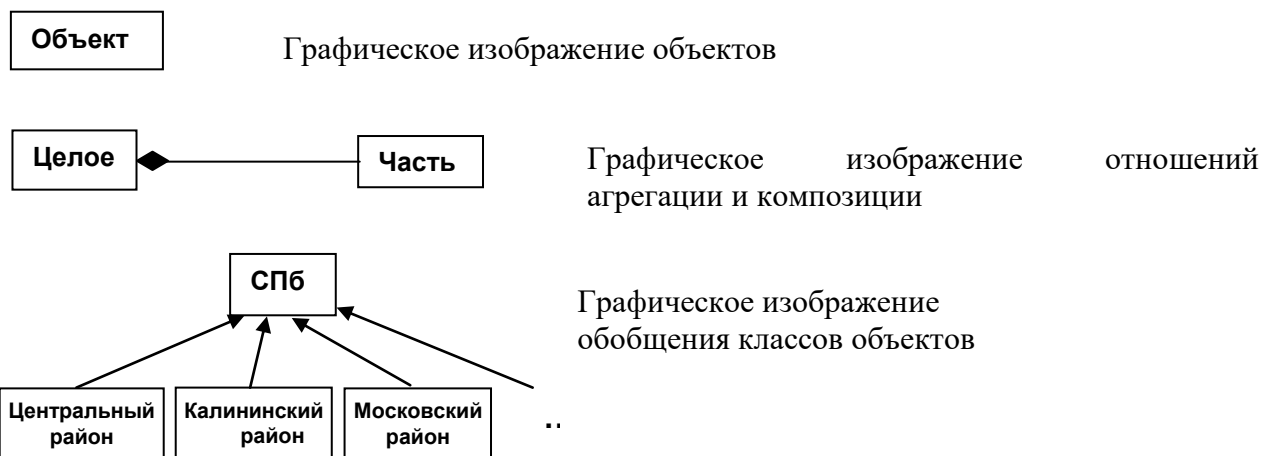 Объект
Графическое изображение объектов
Целое
Часть
Графическое изображение отношений
агрегации и композиции
СПб
Графическое изображение
обобщения классов объектов
Центральный
район
Калининский
район
Московский
район
..